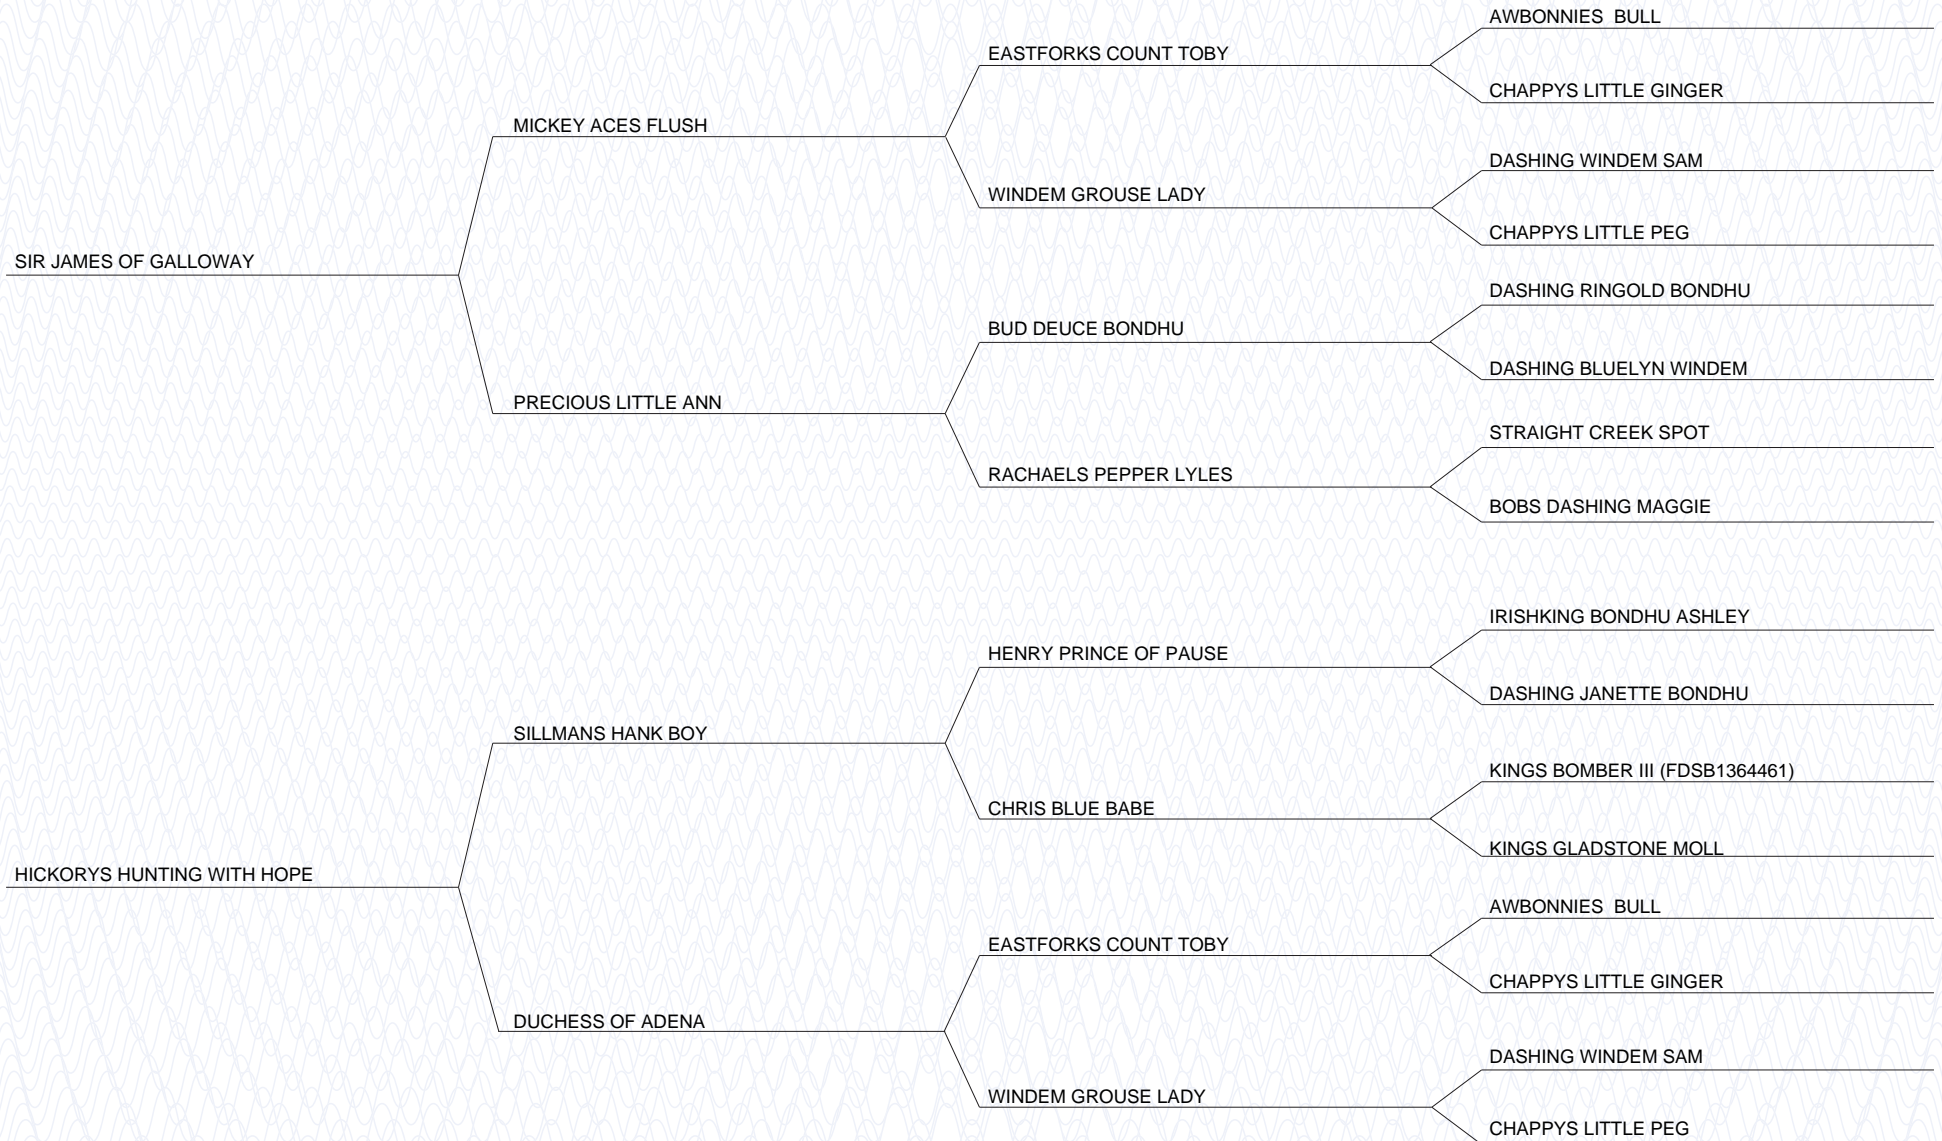 AWBONNIES  BULL
EASTFORKS COUNT TOBY
CHAPPYS LITTLE GINGER
MICKEY ACES FLUSH
DASHING WINDEM SAM
WINDEM GROUSE LADY
CHAPPYS LITTLE PEG
SIR JAMES OF GALLOWAY
DASHING RINGOLD BONDHU
BUD DEUCE BONDHU
DASHING BLUELYN WINDEM
PRECIOUS LITTLE ANN
STRAIGHT CREEK SPOT
RACHAELS PEPPER LYLES
BOBS DASHING MAGGIE
IRISHKING BONDHU ASHLEY
HENRY PRINCE OF PAUSE
DASHING JANETTE BONDHU
SILLMANS HANK BOY
KINGS BOMBER III (FDSB1364461)
CHRIS BLUE BABE
KINGS GLADSTONE MOLL
HICKORYS HUNTING WITH HOPE
AWBONNIES  BULL
EASTFORKS COUNT TOBY
CHAPPYS LITTLE GINGER
DUCHESS OF ADENA
DASHING WINDEM SAM
WINDEM GROUSE LADY
CHAPPYS LITTLE PEG